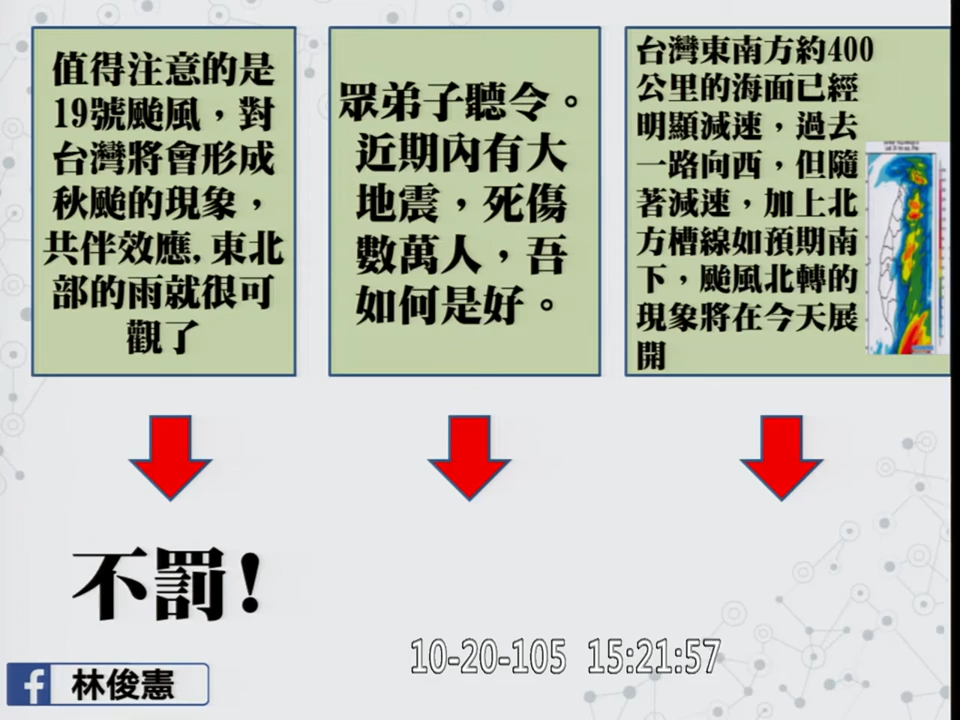 值得注意的是
19號颱風，對
台灣將會形成
秋颱的現象，
共伴效應,東北
部的雨就很可
觀了
眾弟子聽令。
近期內有大
地震，死傷
數萬人，吾
如何是好。
台灣東南方約400
公里的海面已經
明顯減速，過去
一路向西，但隨
著減速，加上北
方槽線如預期南
下，颱風北轉的
現象將在今天展
開
不罰!
f 林俊憲
10-20-105 15:21:57